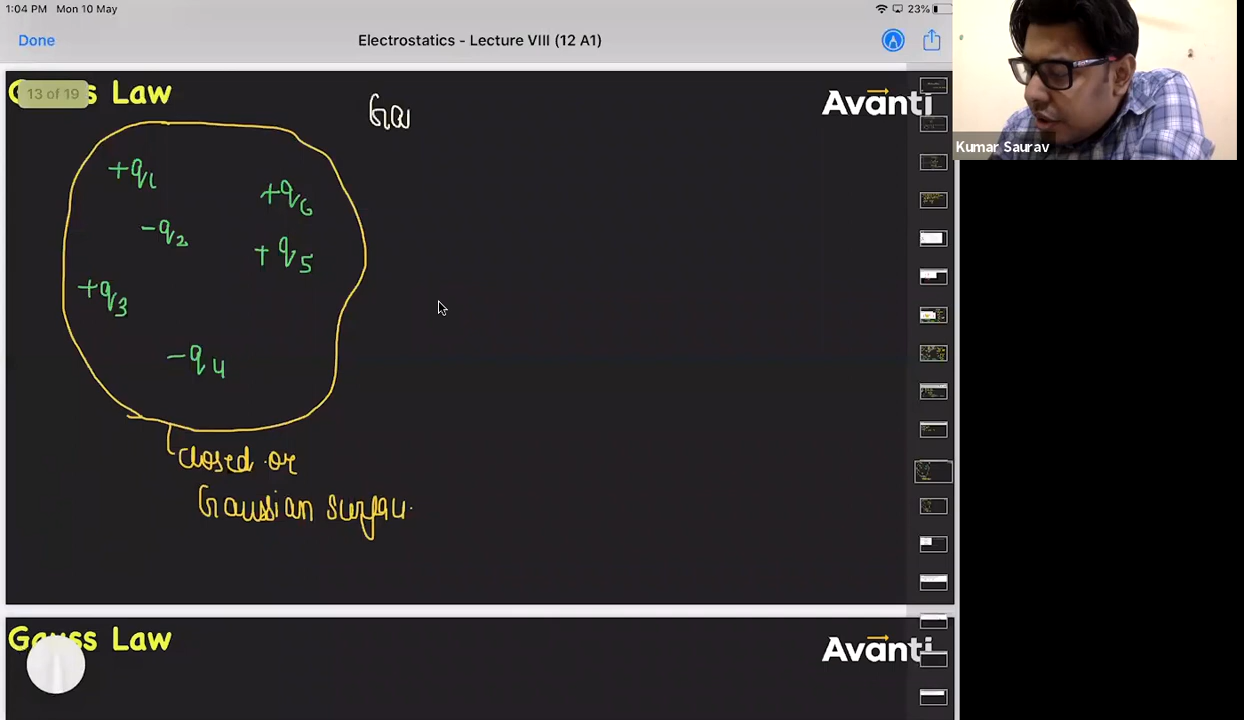 1:04 PM Mon 10 May
23%
Done
Electrostatics - Lecture VIII (12 A1)
13 of 19
Law
Avanti
Kumar Saurav
Gau
+q1
-q2
+q6
+q5
+q3
-q4
closed or
Gaussian surfac
Gauss Law
Avanti